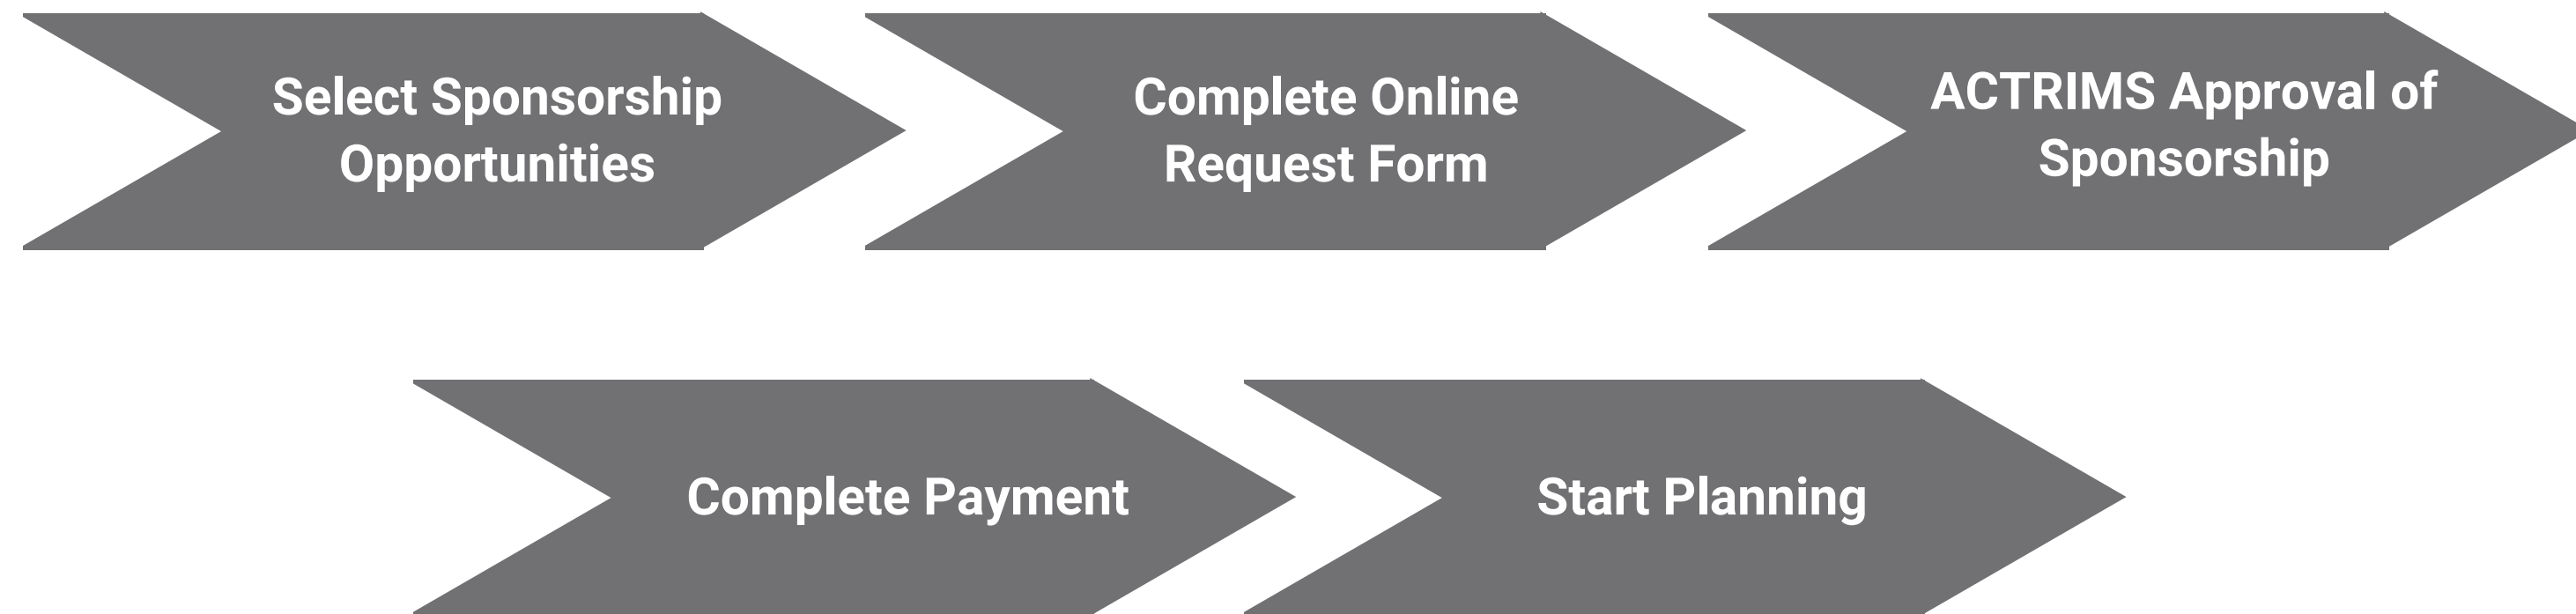 Select Sponsorship
Opportunities
Complete Online
Request Form
ACTRIMS Approval of
Sponsorship
Complete Payment
Start Planning